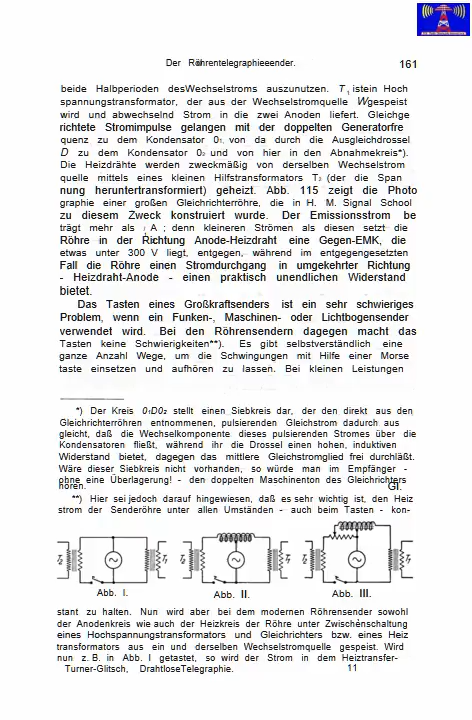 Der Röhrentelegraphieeender. 161
beide Halbperioden desWechselstroms auszunutzen. T₁ istein Hoch
spannungstransformator, der aus der Wechselstromquelle Wgespeist
wird und abwechselnd Strom in die zwei Anoden liefert. Gleichge
richtete Stromimpulse gelangen mit der doppelten Generatorfre
quenz zu dem Kondensator 0₁, von da durch die Ausgleichdrossel
D zu dem Kondensator 0₂ und von hier in den Abnahmekreis*).
Die Heizdrähte werden zweckmäßig von derselben Wechselstrom
quelle mittels eines kleinen Hilfstransformators T₂ (der die Span
nung heruntertransformiert) geheizt. Abb. 115 zeigt die Photo
graphie einer großen Gleichrichterröhre, die in H. M. Signal School
zu diesem Zweck konstruiert wurde. Der Emissionsstrom be
trägt mehr als A ; denn kleineren Strömen als diesen setzt die
Röhre in der Richtung Anode-Heizdraht eine Gegen-EMK, die
etwas unter 300 V liegt, entgegen, während im entgegengesetzten
Fall die Röhre einen Stromdurchgang in umgekehrter Richtung
- Heizdraht-Anode - einen praktisch unendlichen Widerstand
bietet.
Das Tasten eines Großkraftsenders ist ein sehr schwieriges
Problem, wenn ein Funken-, Maschinen- oder Lichtbogensender
verwendet wird. Bei den Röhrensendern dagegen macht das
Tasten keine Schwierigkeiten**). Es gibt selbstverständlich eine
ganze Anzahl Wege, um die Schwingungen mit Hilfe einer Morse
taste einsetzen und aufhören zu lassen. Bei kleinen Leistungen
*) Der Kreis 0₁D0₂ stellt einen Siebkreis dar, der den direkt aus den
Gleichrichterröhren entnommenen, pulsierenden Gleichstrom dadurch aus
gleicht, daß die Wechselkomponente dieses pulsierenden Stromes über die
Kondensatoren fließt, während ihr die Drossel einen hohen, induktiven
Widerstand bietet, dagegen das mittlere Gleichstromglied frei durchläßt.
Wäre dieser Siebkreis nicht vorhanden, so würde man im Empfänger -
ohne eine Überlagerung! - den doppelten Maschinenton des Gleichrichters
hören. Gl.
**) Hier sei jedoch darauf hingewiesen, daß es sehr wichtig ist, den Heiz
strom der Senderöhre unter allen Umständen - auch beim Tasten - kon-
T₂ T₁ T₂ T₁ T₂ T₁
Abb. I. Abb. II. Abb. III.
stant zu halten. Nun wird aber bei dem modernen Röhrensender sowohl
der Anodenkreis wie auch der Heizkreis der Röhre unter Zwischenschaltung
eines Hochspannungstransformators und Gleichrichters bzw. eines Heiz
transformators aus ein und derselben Wechselstromquelle gespeist. Wird
nun z. B. in Abb. I getastet, so wird der Strom in dem Heiztransfer-
Turner-Glitsch, DrahtloseTelegraphie. 11